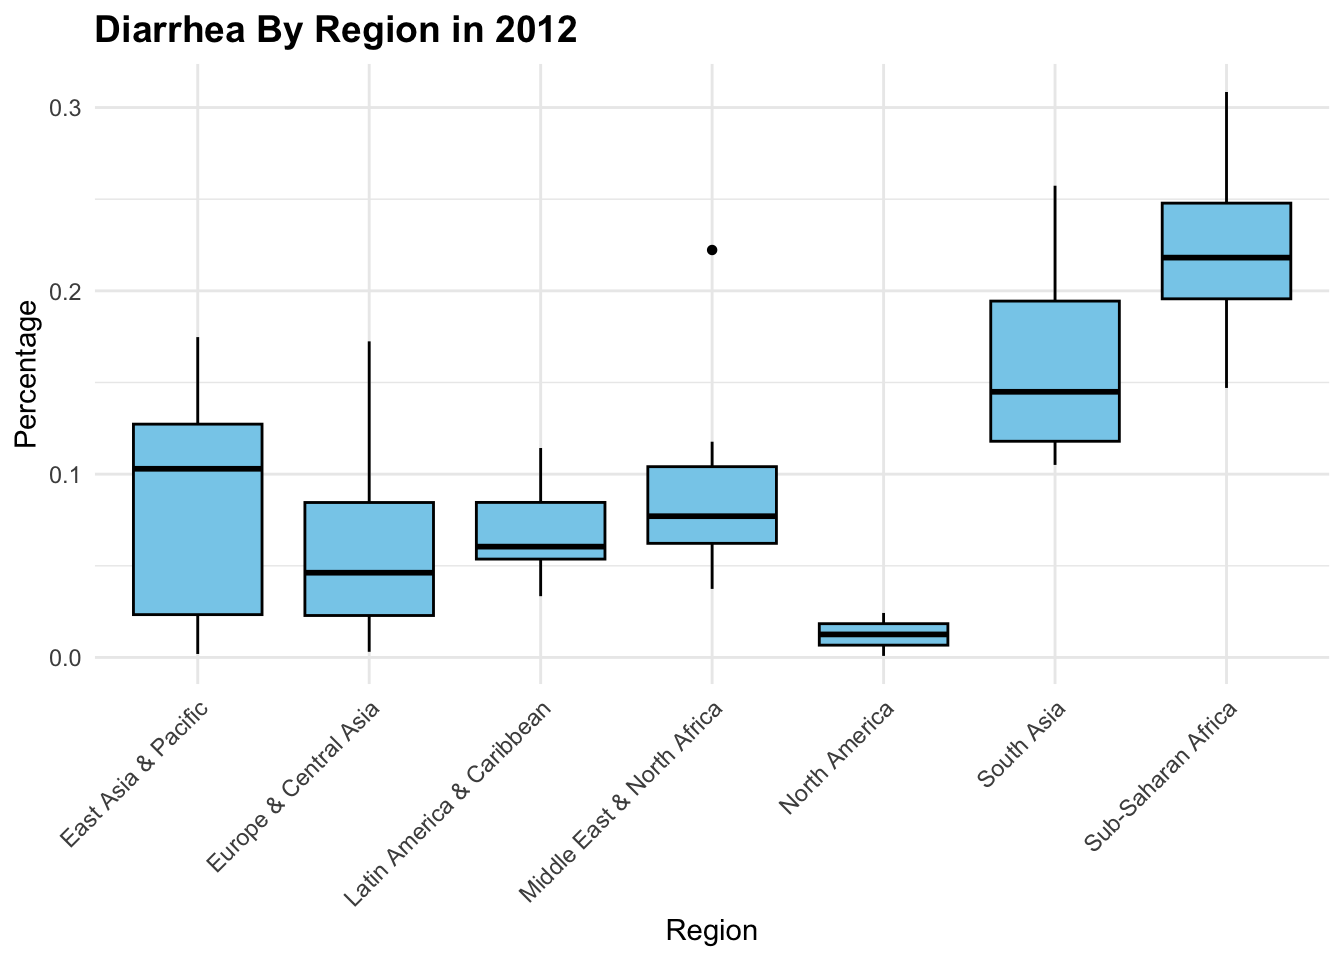 Diarrhea By Region in 2012
Percentage
0.3
0.2
0.1
0.0
East Asia & Pacific
Europe & Central Asia
Latin America & Caribbean
Middle East & North Africa
North America
South Asia
Sub-Saharan Africa
Region